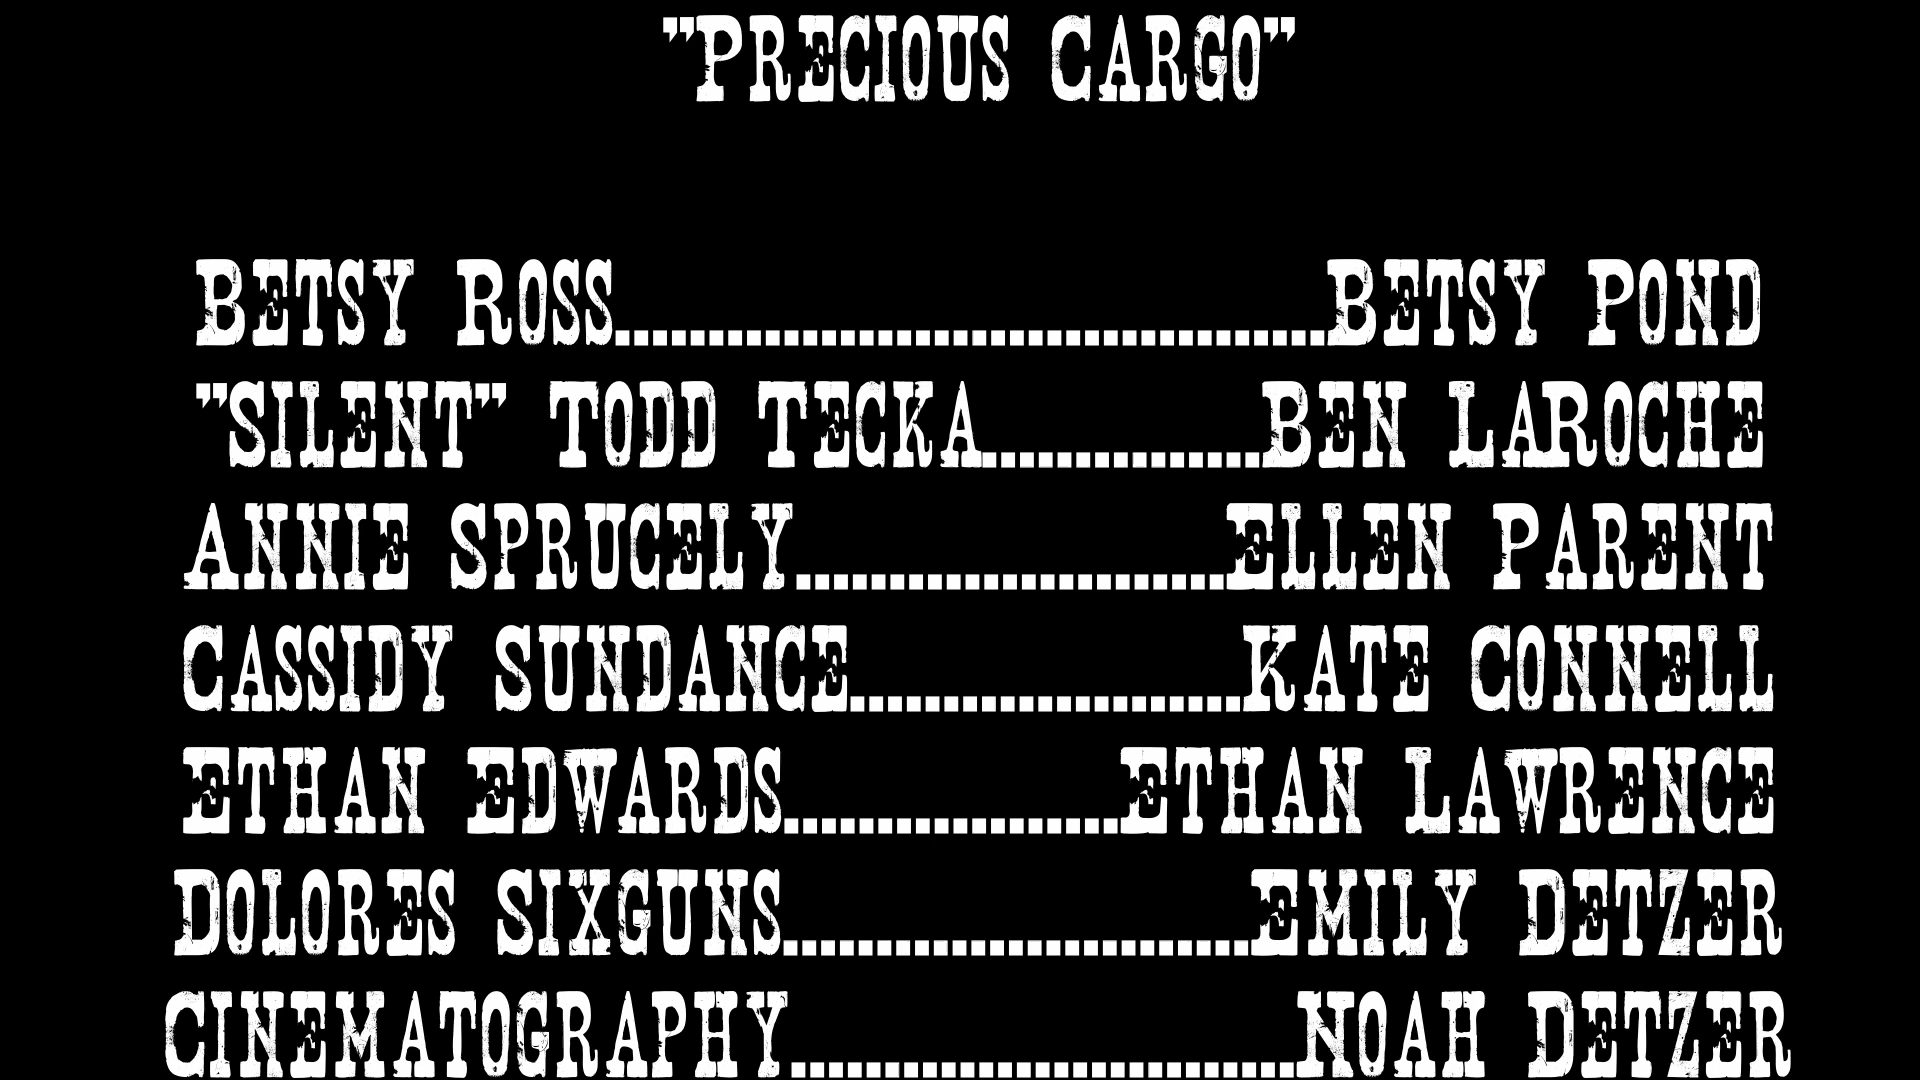 "PRECIOUS CARGO"
BETSY ROSS......................................BETSY POND
"SILENT" TODD TECKA...............BEN LAROCHE
ANNIE SPRUCELY.......................ELLEN PARENT
CASSIDY SUNDANCE.....................KATE CONNELL
ETHAN EDWARDS..................ETHAN LAWRENCE
DOLORES SIXGUNS.........................EMILY DETZER
CINEMATOGRAPHY...........................NOAH DETZER